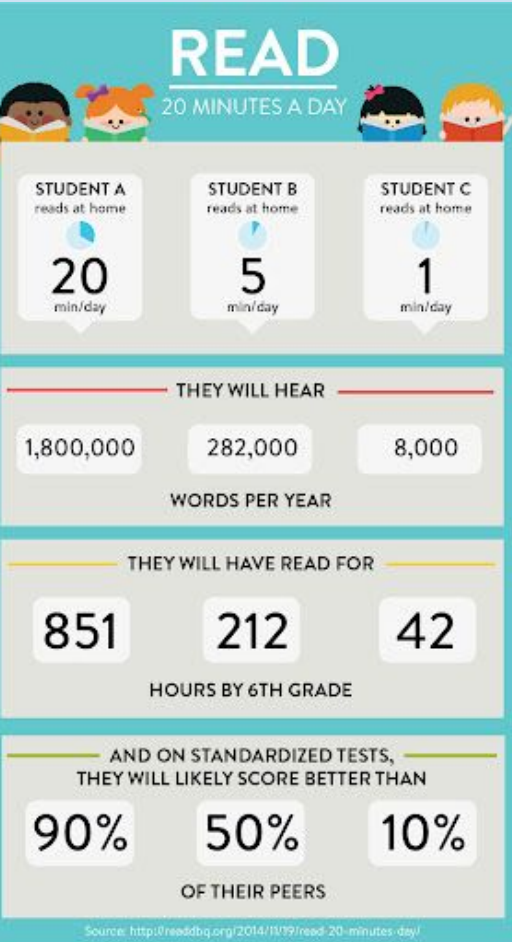 READ
20 MINUTES A DAY
STUDENT A
reads at home
20
min/day
STUDENT B
reads at home
5
min/day
STUDENT C
reads at home
1
min/day
THEY WILL HEAR
1,800,000 282,000 8,000
WORDS PER YEAR
THEY WILL HAVE READ FOR
851 212 42
HOURS BY 6TH GRADE
AND ON STANDARDIZED TESTS,
THEY WILL LIKELY SCORE BETTER THAN
90% 50% 10%
OF THEIR PEERS
Source: http://readdbq.org/2014/11/19/read-20-minutes-day/